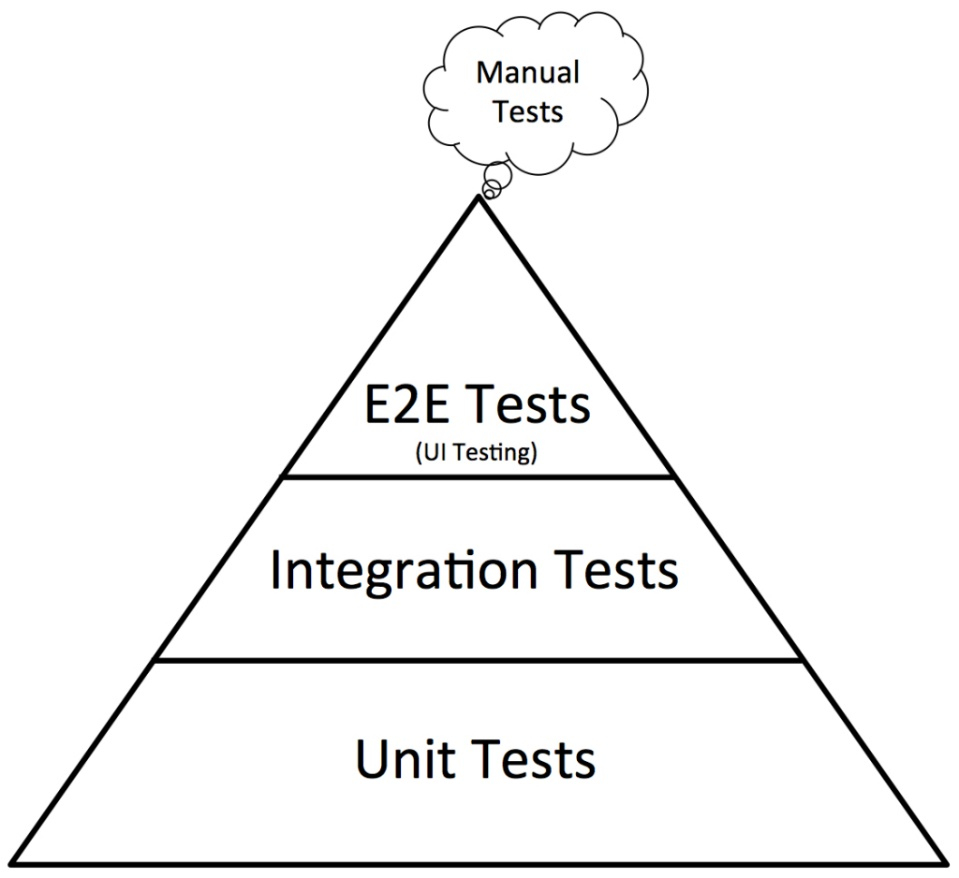 Manual
Tests
E2E Tests
(UI Testing)
Integration Tests
Unit Tests